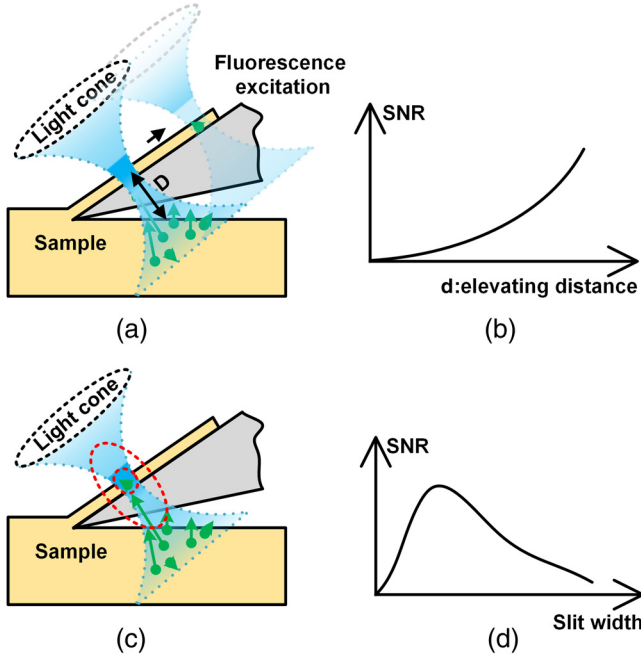 Light cone
Fluorescence
excitation
D
Sample
(a)
SNR
d:elevating distance
(b)
Light cone
Sample
(c)
SNR
Slit width
(d)